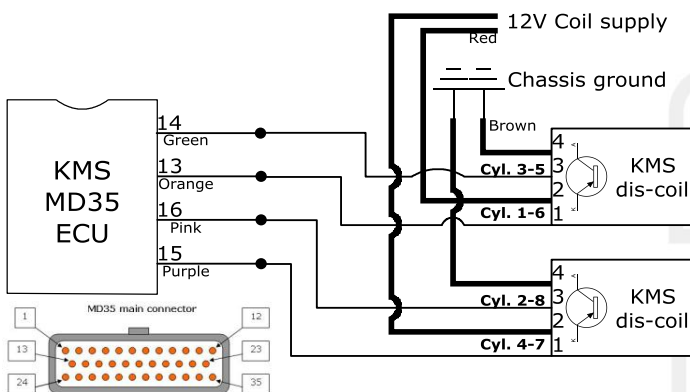 12V Coil supply
Red
Chassis ground
Brown
KMS
MD35
ECU
14
Green
13
Orange
16
Pink
15
Purple
Cyl. 3-5
Cyl. 1-6
4
3
2
1
KMS
dis-coil
Cyl. 2-8
Cyl. 4-7
4
3
2
1
KMS
dis-coil
MD35 main connector
1
12
13
23
24
35